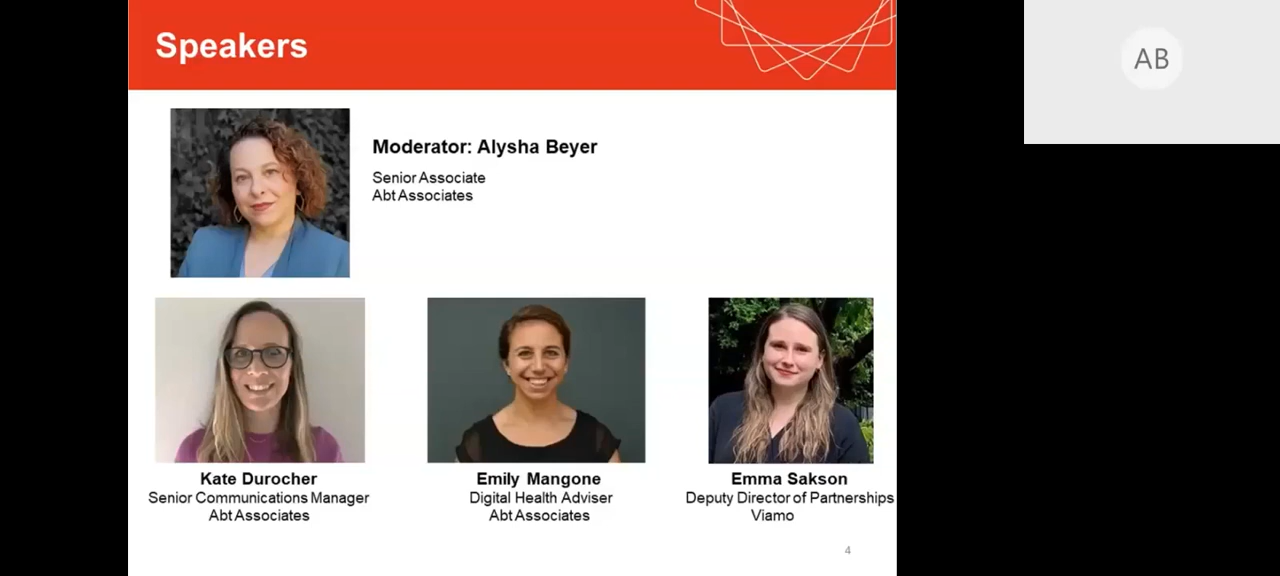 Speakers
AB
Moderator: Alysha Beyer
Senior Associate
Abt Associates
Kate Durocher
Senior Communications Manager
Abt Associates
Emily Mangone
Digital Health Adviser
Abt Associates
Emma Sakson
Deputy Director of Partnerships
Viamo
4